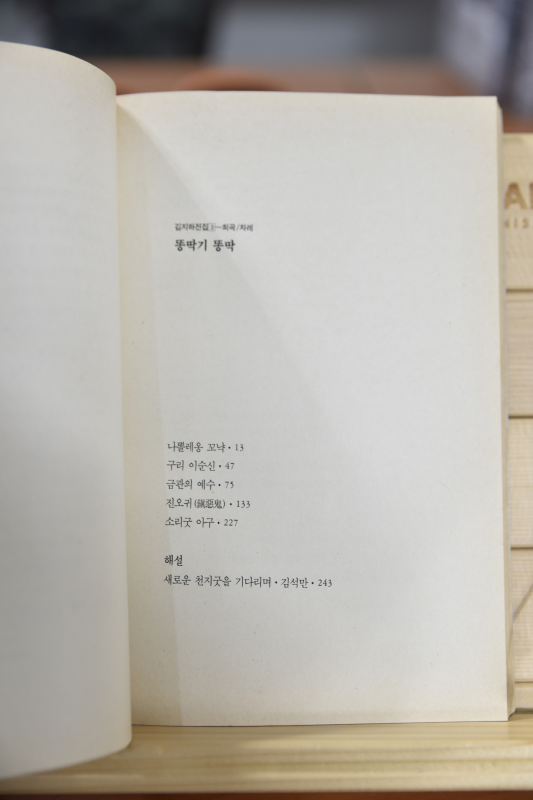 김지하전집 3—희곡/차례
똥딱기 똥딱
나뽈레옹 꼬냑 • 13
구리 이순신 • 47
금관의 예수 • 75
진오귀(鎭惡鬼) • 133
소리굿 아구 • 227
해설
새로운 천지굿을 기다리며 • 김석만 • 243